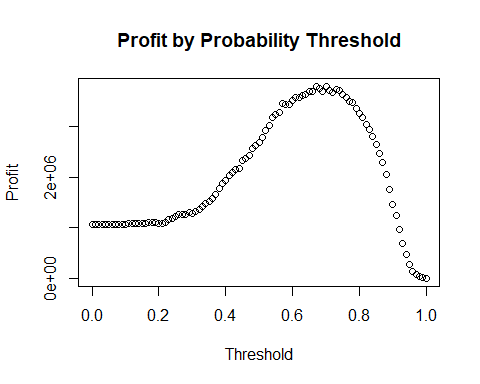 Profit by Probability Threshold
Profit
2e+06
0e+00
0.0 0.2 0.4 0.6 0.8 1.0
Threshold